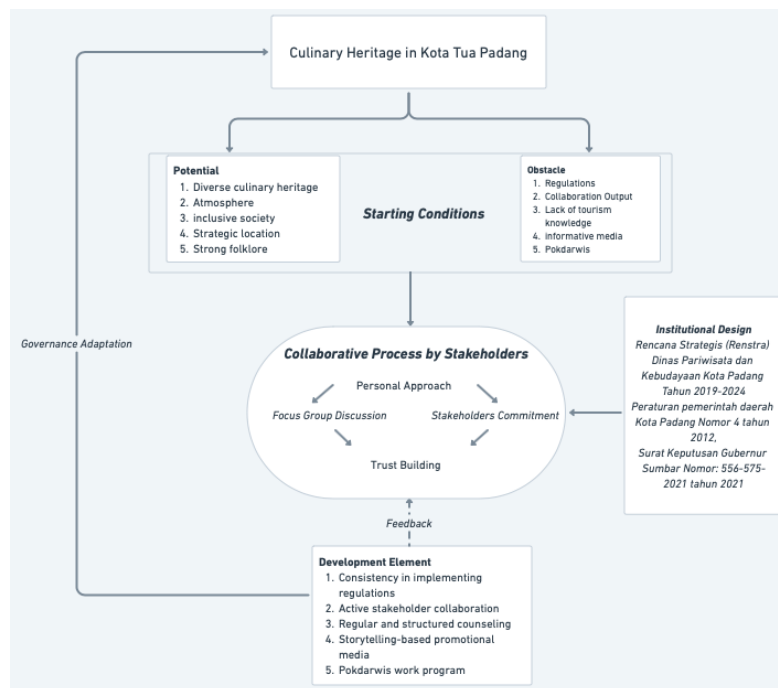 Culinary Heritage in Kota Tua Padang
Potential
1. Diverse culinary heritage
2. Atmosphere
3. inclusive society
4. Strategic location
5. Strong folklore
Starting Conditions
Obstacle
1. Regulations
2. Collaboration Output
3. Lack of tourism
knowledge
4. informative media
5. Pokdarwis
Governance Adaptation
Collaborative Process by Stakeholders
Personal Approach
Focus Group Discussion
Stakeholders Commitment
Trust Building
Institutional Design
Rencana Strategis (Renstra)
Dinas Pariwisata dan
Kebudayaan Kota Padang
Tahun 2019-2024
Peraturan pemerintah daerah
Kota Padang Nomor 4 tahun
2012,
Surat Keputusan Gubernur
Sumbar Nomor: 556-575-
2021 tahun 2021
Feedback
Development Element
1. Consistency in implementing
regulations
2. Active stakeholder collaboration
3. Regular and structured counseling
4. Storytelling-based promotional
media
5. Pokdarwis work program